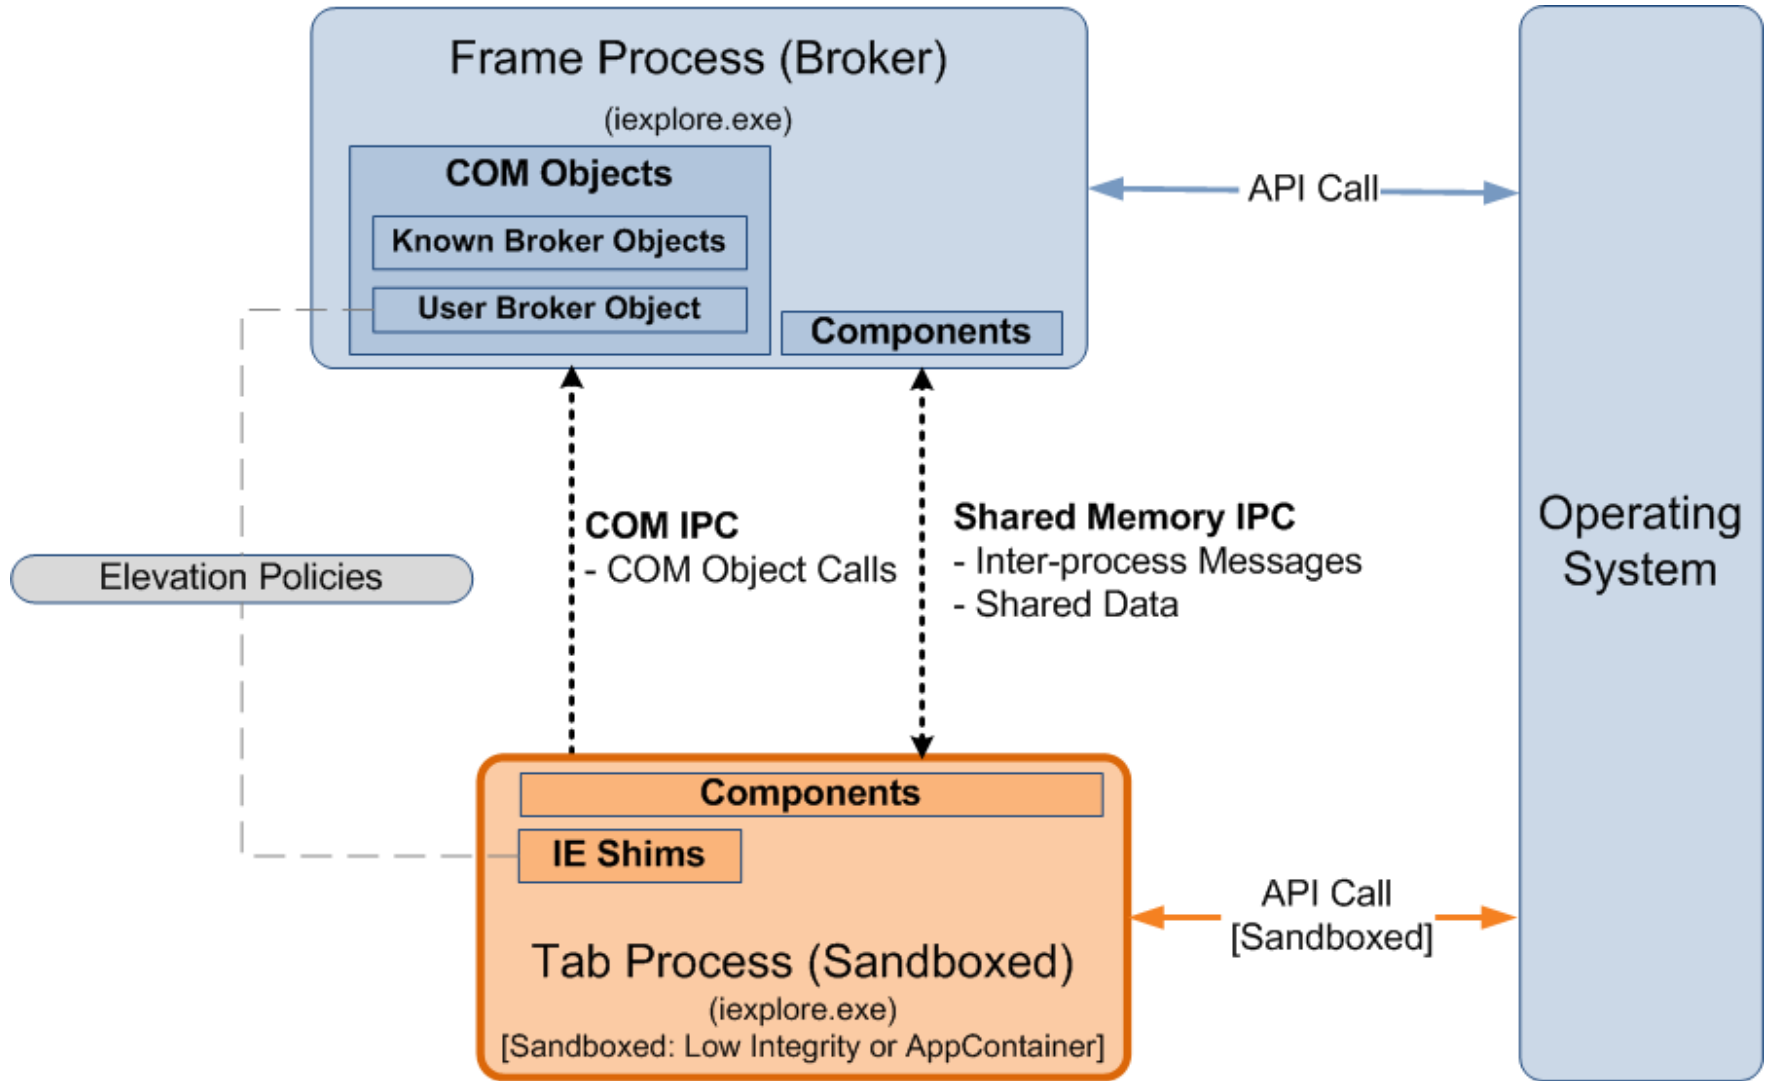 Frame Process (Broker)
(iexplore.exe)
COM Objects
Known Broker Objects
User Broker Object
Components
API Call
COM IPC
- COM Object Calls
Shared Memory IPC
- Inter-process Messages
- Shared Data
Elevation Policies
Operating
System
Components
IE Shims
Tab Process (Sandboxed)
(iexplore.exe)
[Sandboxed: Low Integrity or AppContainer]
API Call
[Sandboxed]